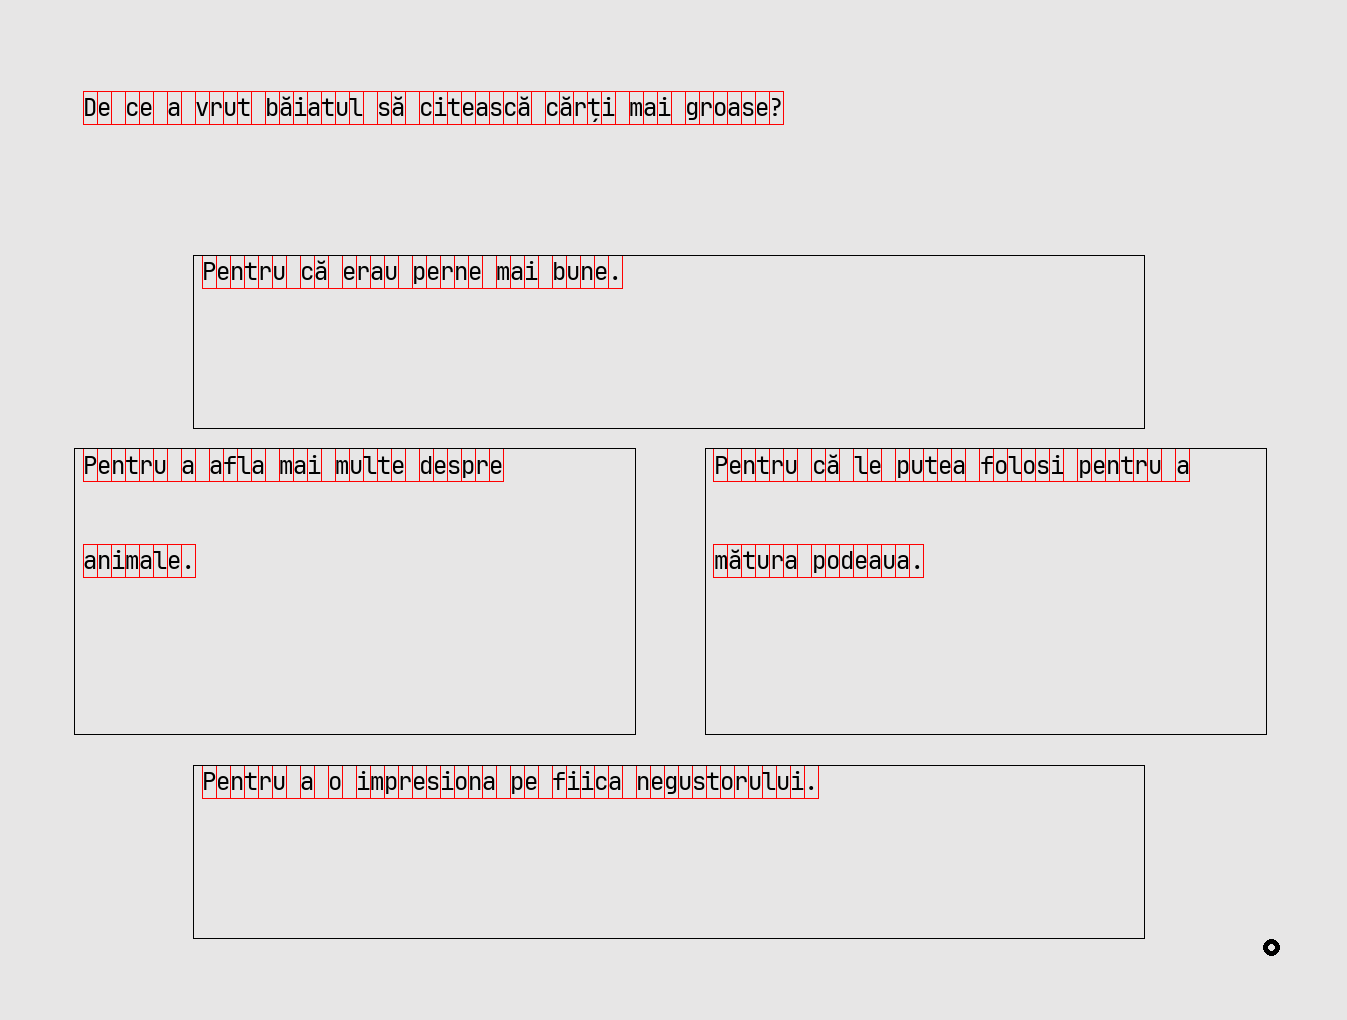 De ce a vrut băiatul să citească cărți mai groase?
Pentru că erau perne mai bune.
Pentru a afla mai multe despre
animale.
Pentru că le putea folosi pentru a
mătura podeaua.
Pentru a o impresiona pe fiica negustorului.